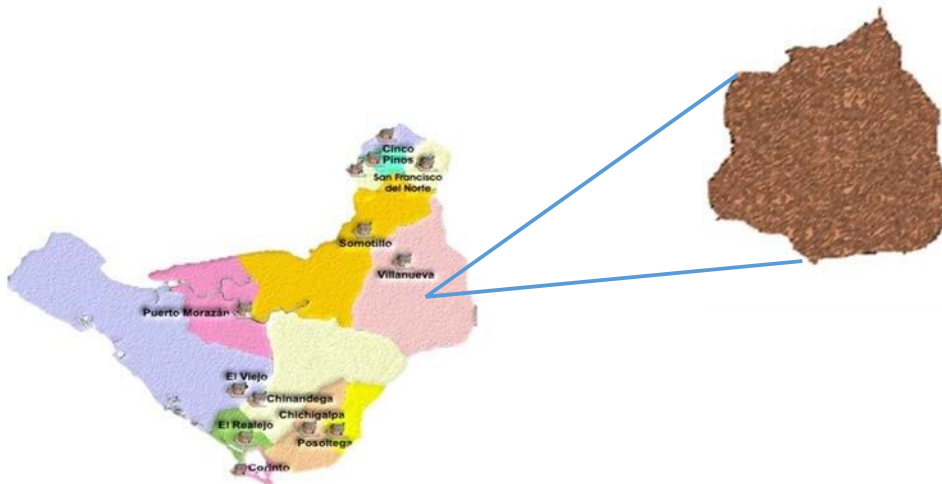 Cinco
Pinos
San Francisco
del Norte
Somotillo
Villanueva
Puerto Morazán
El Viejo
Chinandega
Chichigalpa
El Realejo
Posoltega
Corinto